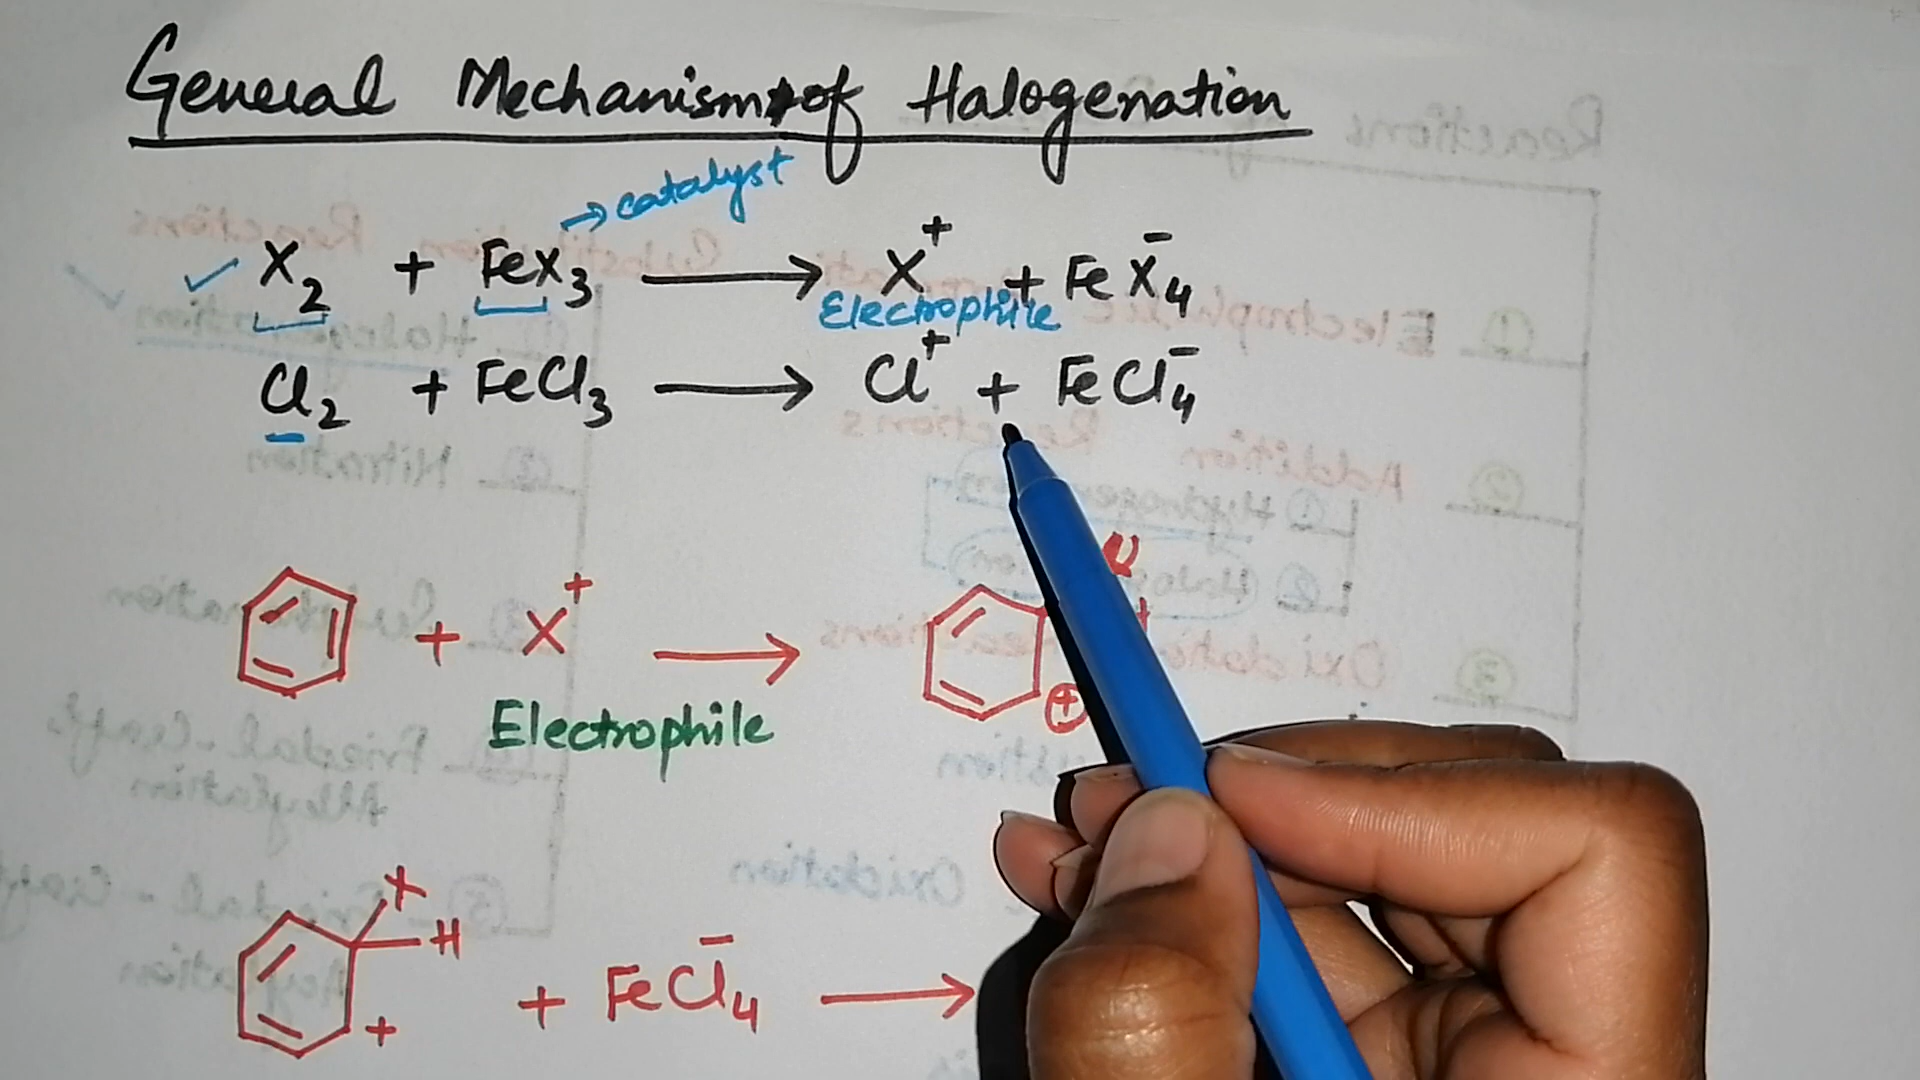 General Mechanism of Halogenation
→ catalyst
✓ X₂ + FeX₃ ⟶ X⁺ + FeX₄⁻
Electrophile
Cl₂ + FeCl₃ ⟶ Cl⁺ + FeCl₄⁻
+ X⁺ ⟶
⊕
Electrophile
X
H
+
+ FeCl₄⁻ ⟶